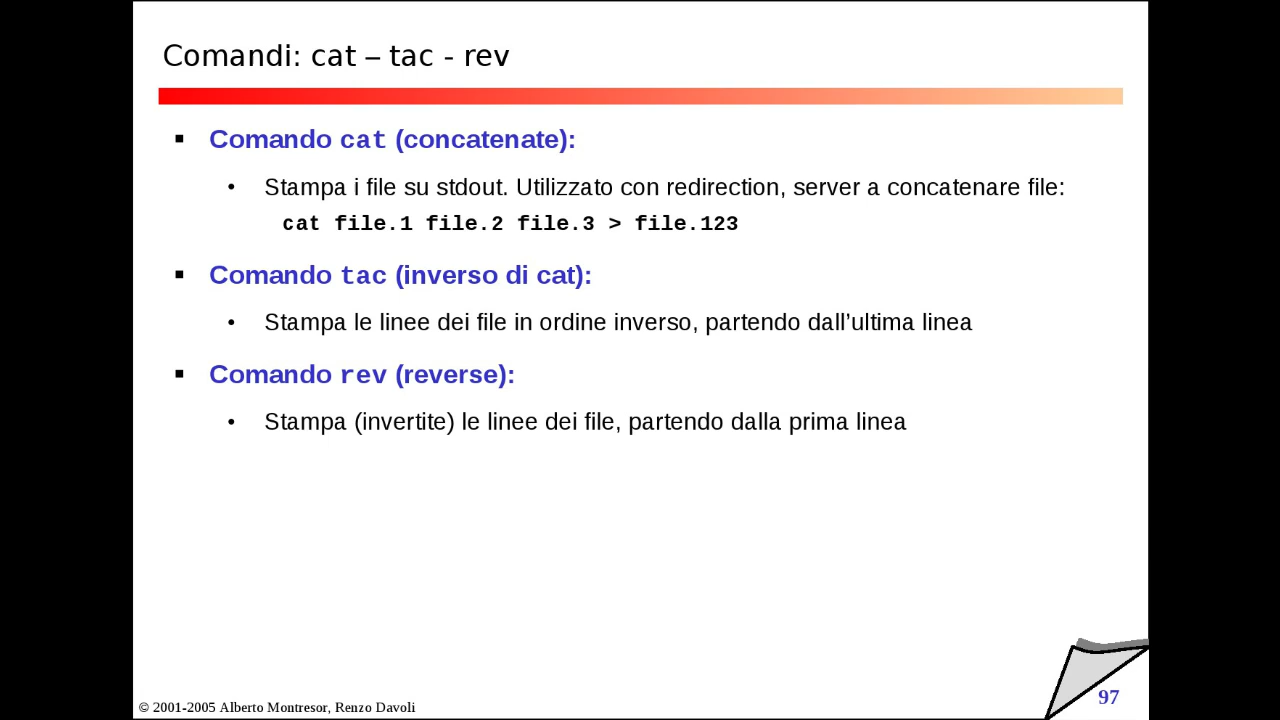 Comandi: cat – tac - rev
▪ Comando cat (concatenate):
• Stampa i file su stdout. Utilizzato con redirection, server a concatenare file:
cat file.1 file.2 file.3 > file.123
▪ Comando tac (inverso di cat):
• Stampa le linee dei file in ordine inverso, partendo dall’ultima linea
▪ Comando rev (reverse):
• Stampa (invertite) le linee dei file, partendo dalla prima linea
© 2001-2005 Alberto Montresor, Renzo Davoli
97